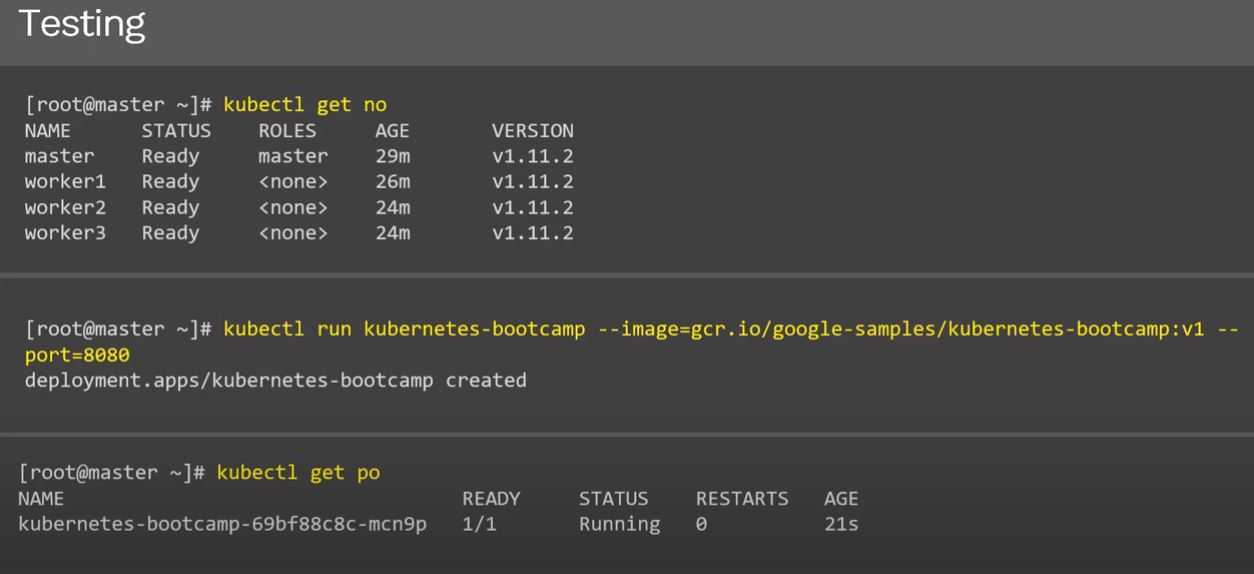 Testing
[root@master ~]# kubectl get no
NAME STATUS ROLES AGE VERSION
master Ready master 29m v1.11.2
worker1 Ready <none> 26m v1.11.2
worker2 Ready <none> 24m v1.11.2
worker3 Ready <none> 24m v1.11.2
[root@master ~]# kubectl run kubernetes-bootcamp --image=gcr.io/google-samples/kubernetes-bootcamp:v1 --
port=8080
deployment.apps/kubernetes-bootcamp created
[root@master ~]# kubectl get po
NAME READY STATUS RESTARTS AGE
kubernetes-bootcamp-69bf88c8c-mcn9p 1/1 Running 0 21s